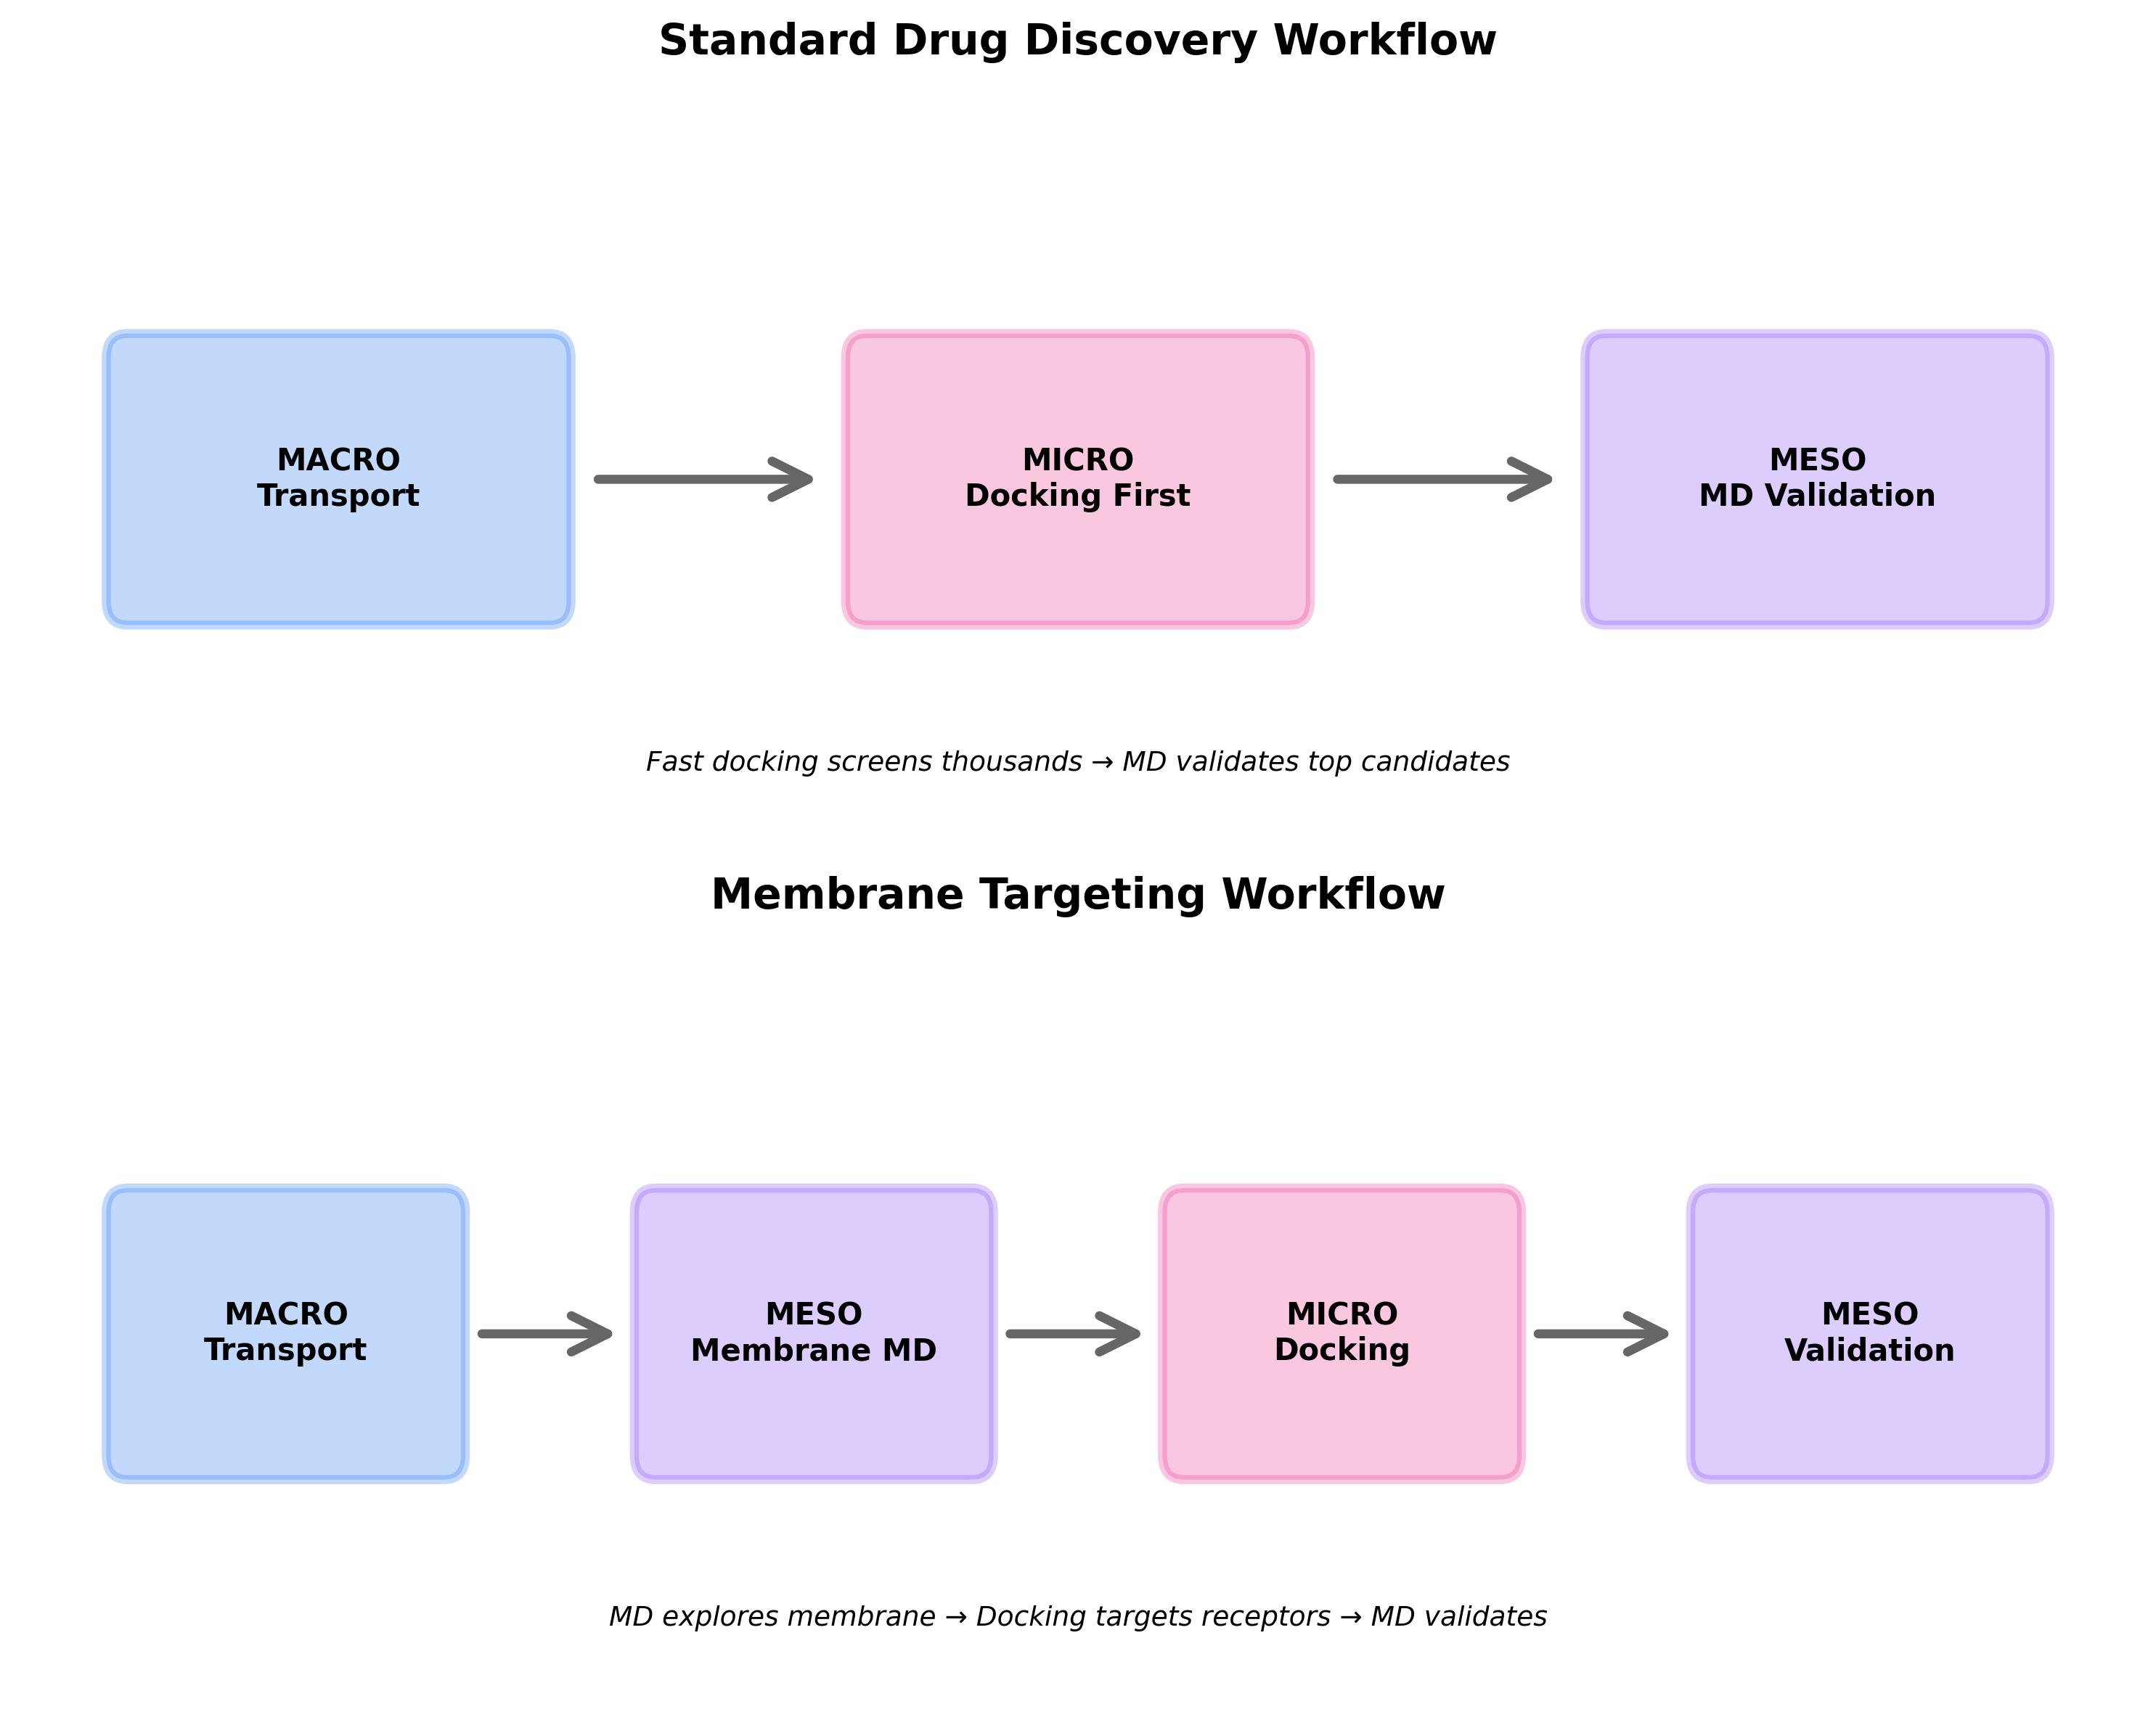 Standard Drug Discovery Workflow
MACRO
Transport
MICRO
Docking First
MESO
MD Validation
Fast docking screens thousands → MD validates top candidates
Membrane Targeting Workflow
MACRO
Transport
MESO
Membrane MD
MICRO
Docking
MESO
Validation
MD explores membrane → Docking targets receptors → MD validates